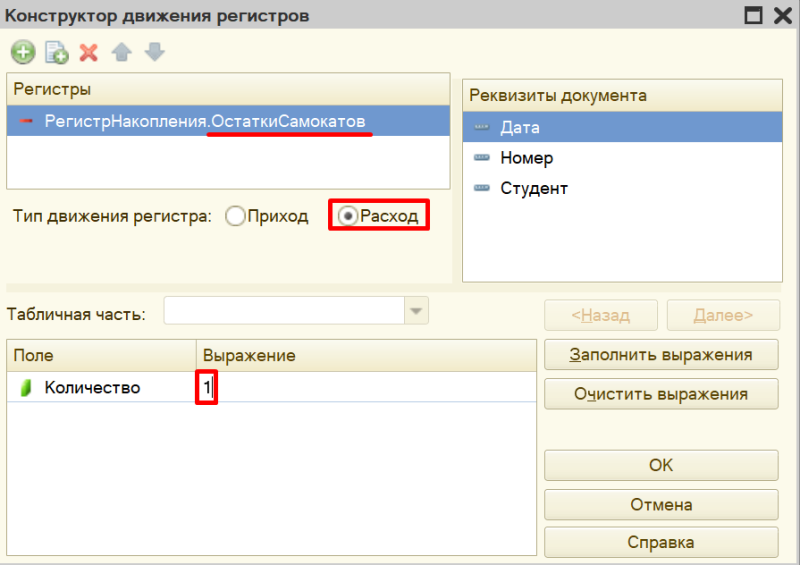 Конструктор движения регистров
Регистры
РегистрНакопления.ОстаткиСамокатов
Тип движения регистра: Приход Расход
Реквизиты документа
Дата
Номер
Студент
Табличная часть:
<Назад Далее>
Поле Выражение
Количество 1
Заполнить выражения
Очистить выражения
OK
Отмена
Справка